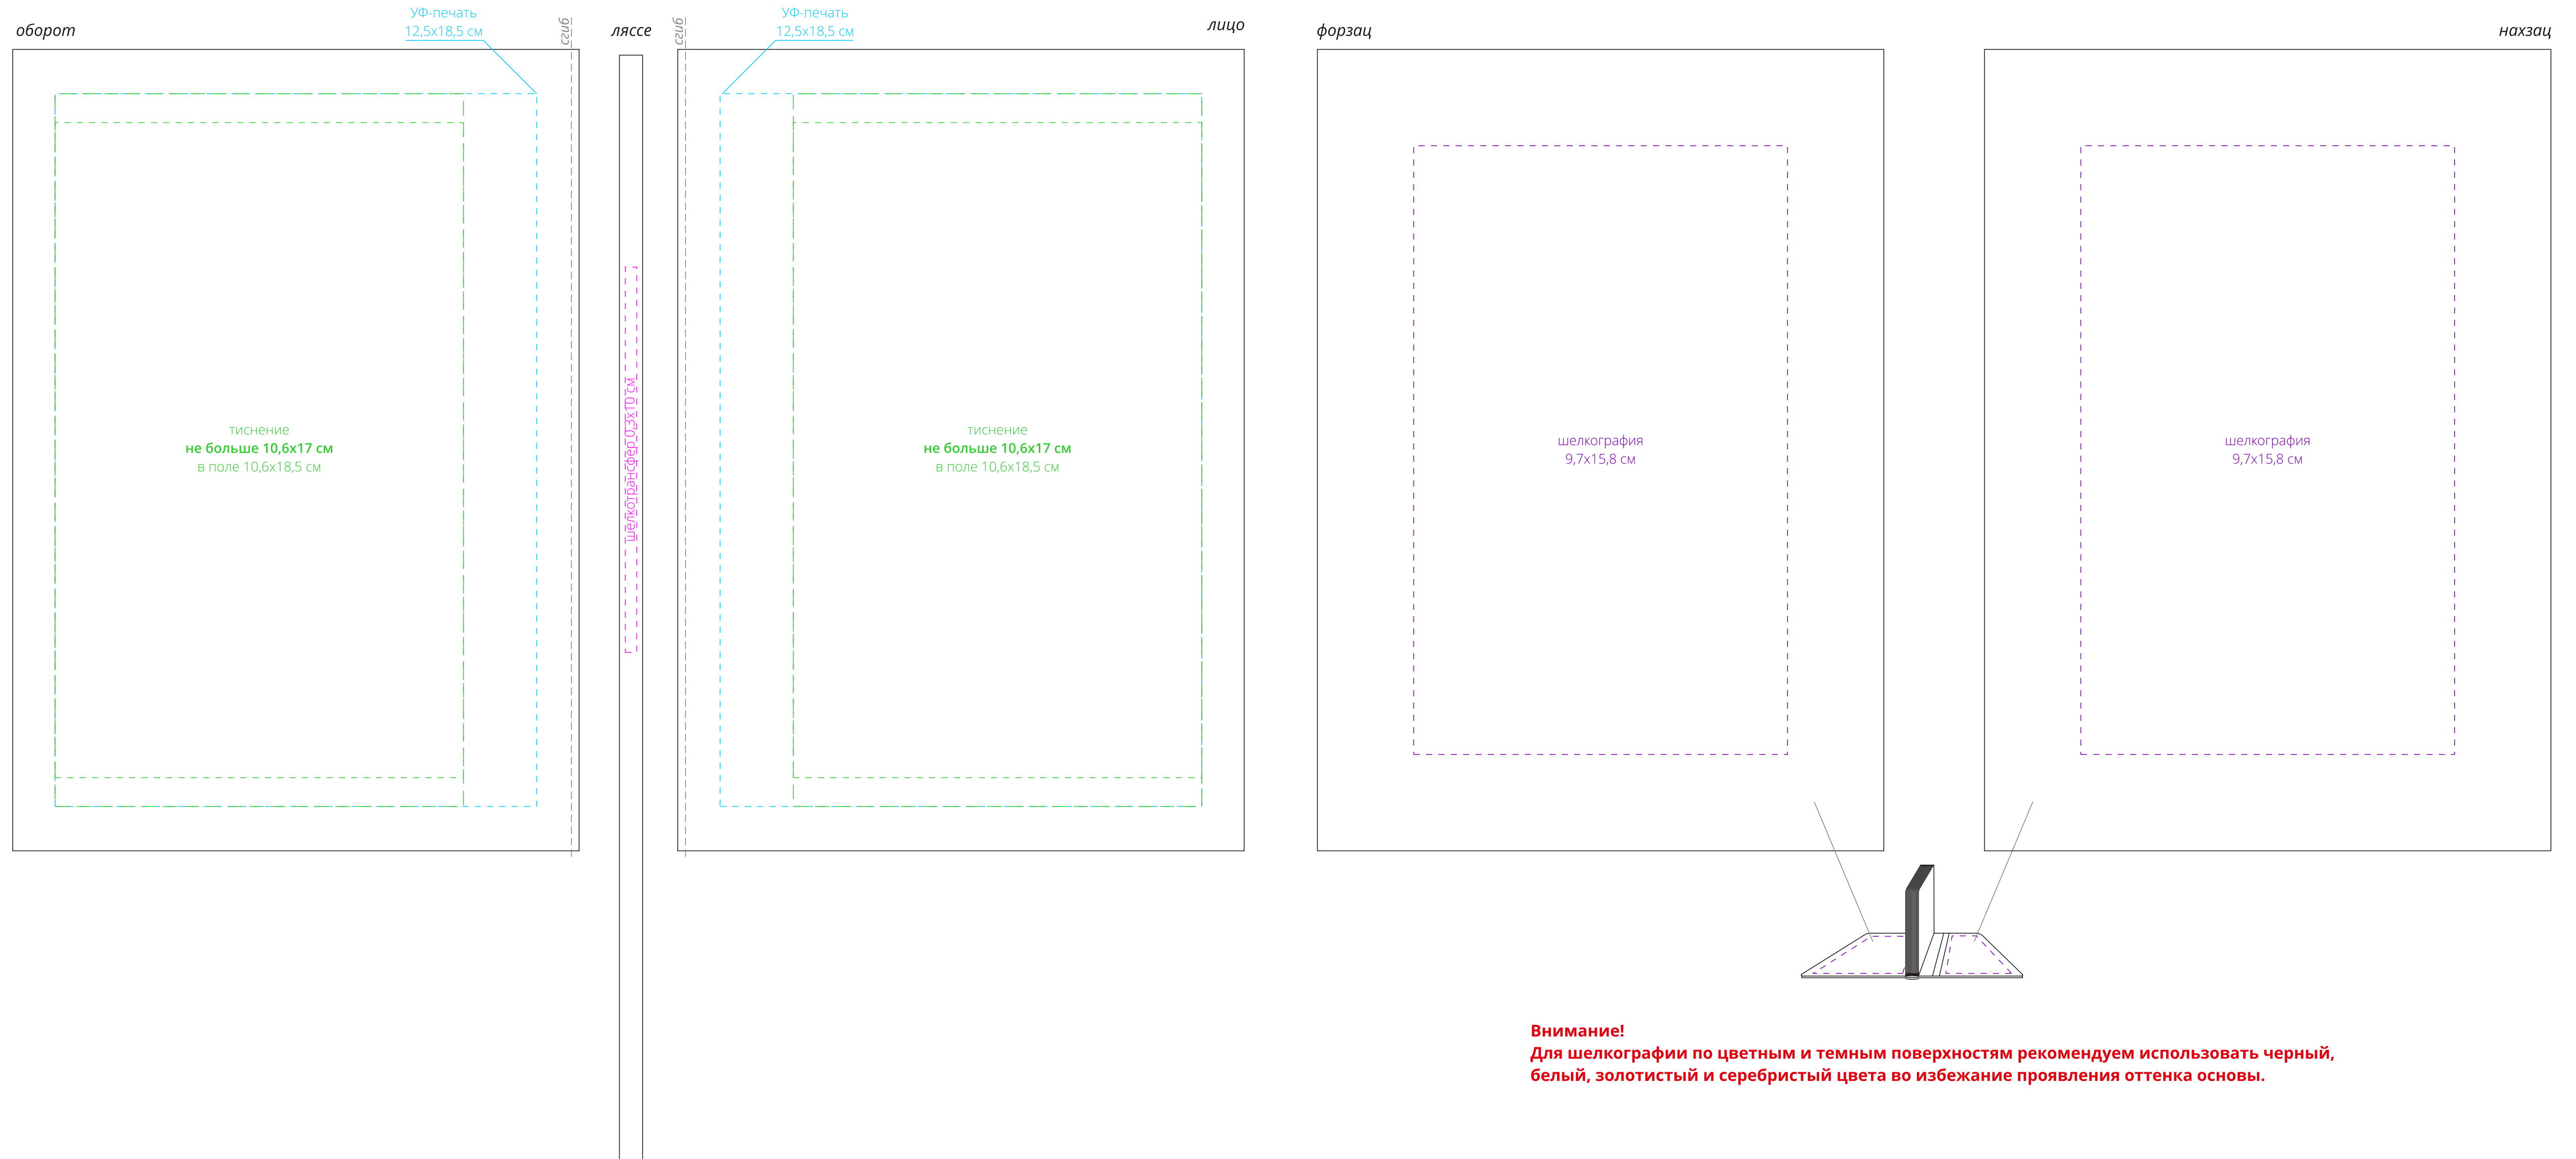 оборот
УФ-печать
12,5х18,5 см
сгиб
ляссе
сгиб
УФ-печать
12,5х18,5 см
лицо
форзац
нахзац
тиснение
не больше 10,6х17 см
в поле 10,6х18,5 см
шелкотрансфер 0,3х10 см
тиснение
не больше 10,6х17 см
в поле 10,6х18,5 см
шелкография
9,7х15,8 см
шелкография
9,7х15,8 см
Внимание!
Для шелкографии по цветным и темным поверхностям рекомендуем использовать черный,
белый, золотистый и серебристый цвета во избежание проявления оттенка основы.